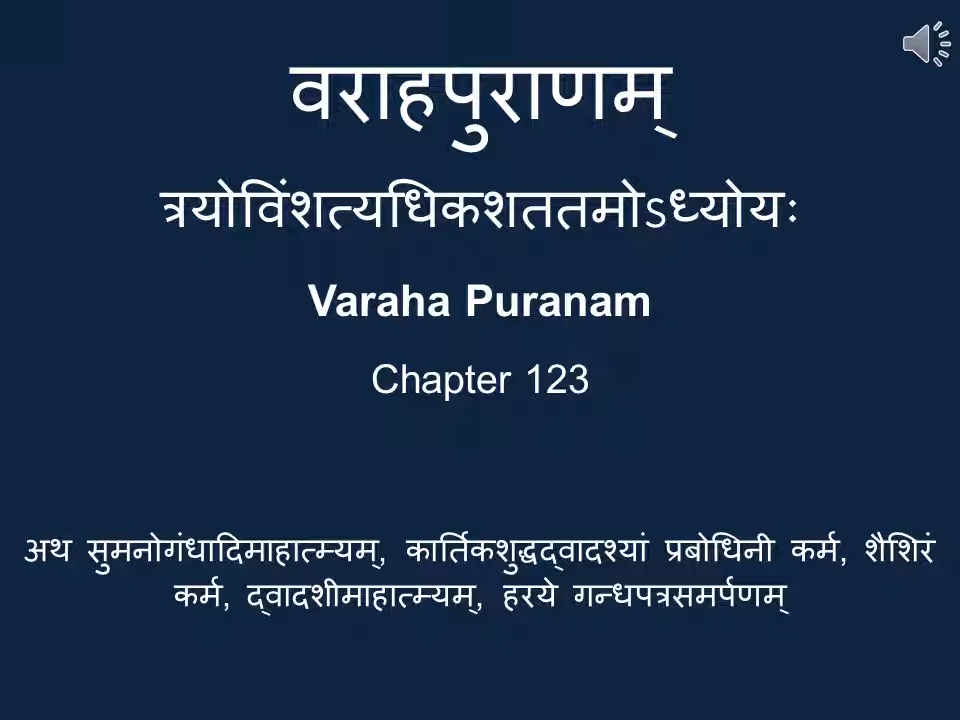 वराहपुराणम्
त्रयोविंशत्यधिकशततमोऽध्योयः
Varaha Puranam
Chapter 123
अथ सुमनोगंधादिमाहात्म्यम्, कार्तिकशुद्धद्वादश्यां प्रबोधिनी कर्म, शैशिरं
कर्म, द्वादशीमाहात्म्यम्, हरये गन्धपत्रसमर्पणम्